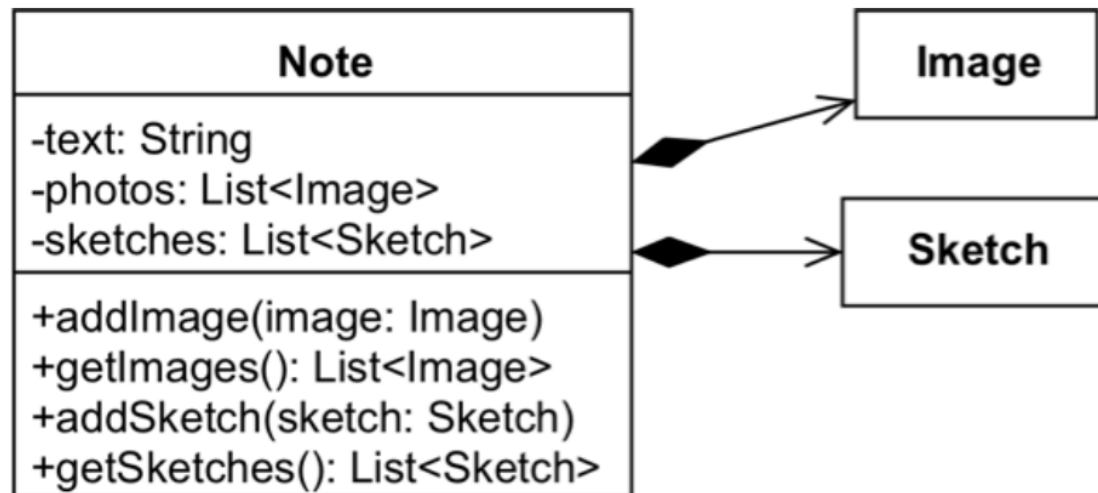 Note
-text: String
-photos: List<Image>
-sketches: List<Sketch>
+addImage(image: Image)
+getImages(): List<Image>
+addSketch(sketch: Sketch)
+getSketches(): List<Sketch>
Image
Sketch